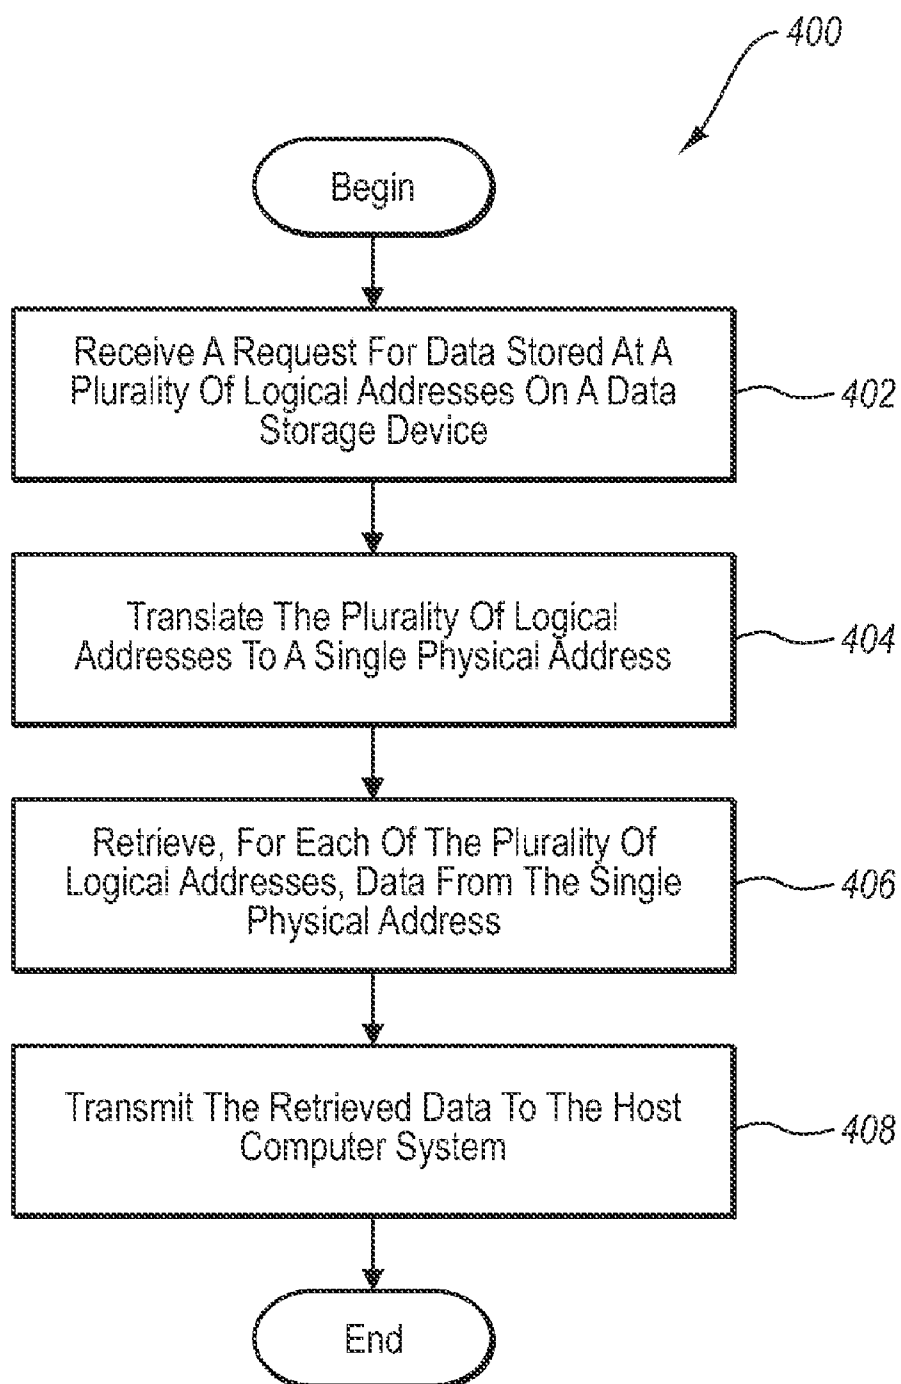 400
Begin
Receive A Request For Data Stored At A
Plurality Of Logical Addresses On A Data
Storage Device
402
Translate The Plurality Of Logical
Addresses To A Single Physical Address
404
Retrieve, For Each Of The Plurality Of
Logical Addresses, Data From The Single
Physical Address
406
Transmit The Retrieved Data To The Host
Computer System
408
End